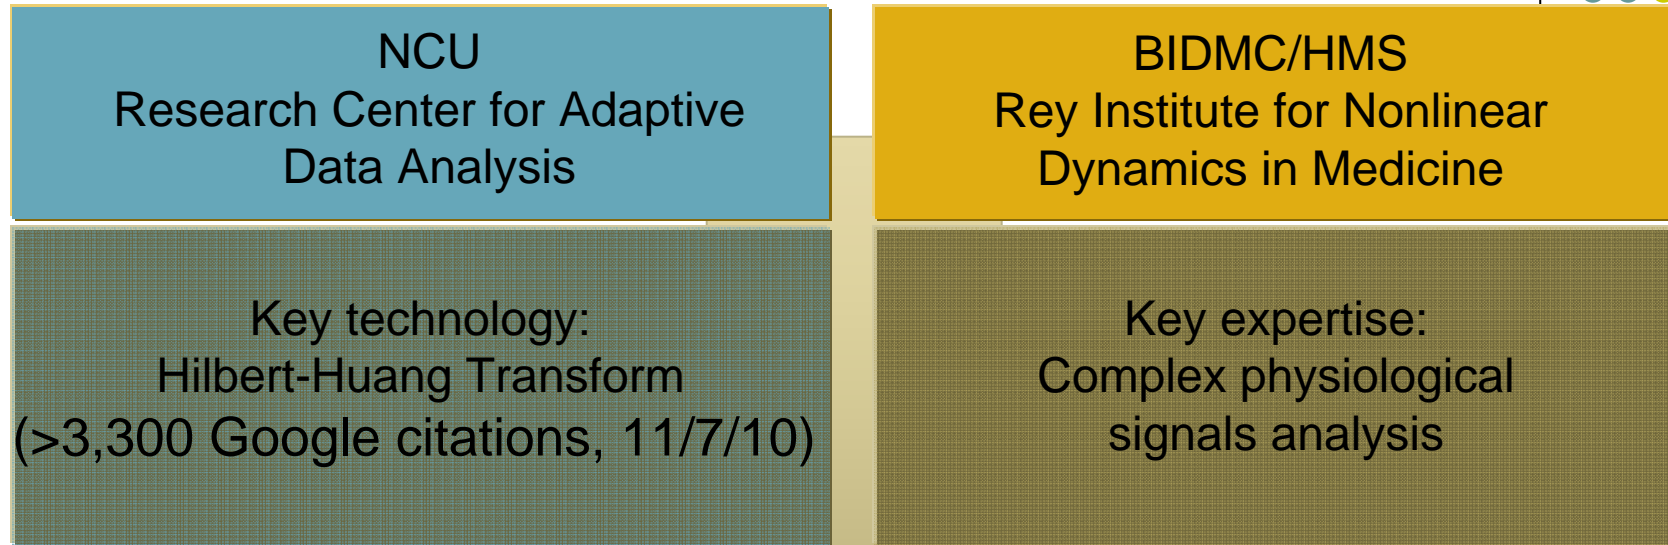 NCU
Research Center for Adaptive
Data Analysis
Key technology:
Hilbert-Huang Transform
(>3,300 Google citations, 11/7/10)
BIDMC/HMS
Rey Institute for Nonlinear
Dynamics in Medicine
Key expertise:
Complex physiological
signals analysis